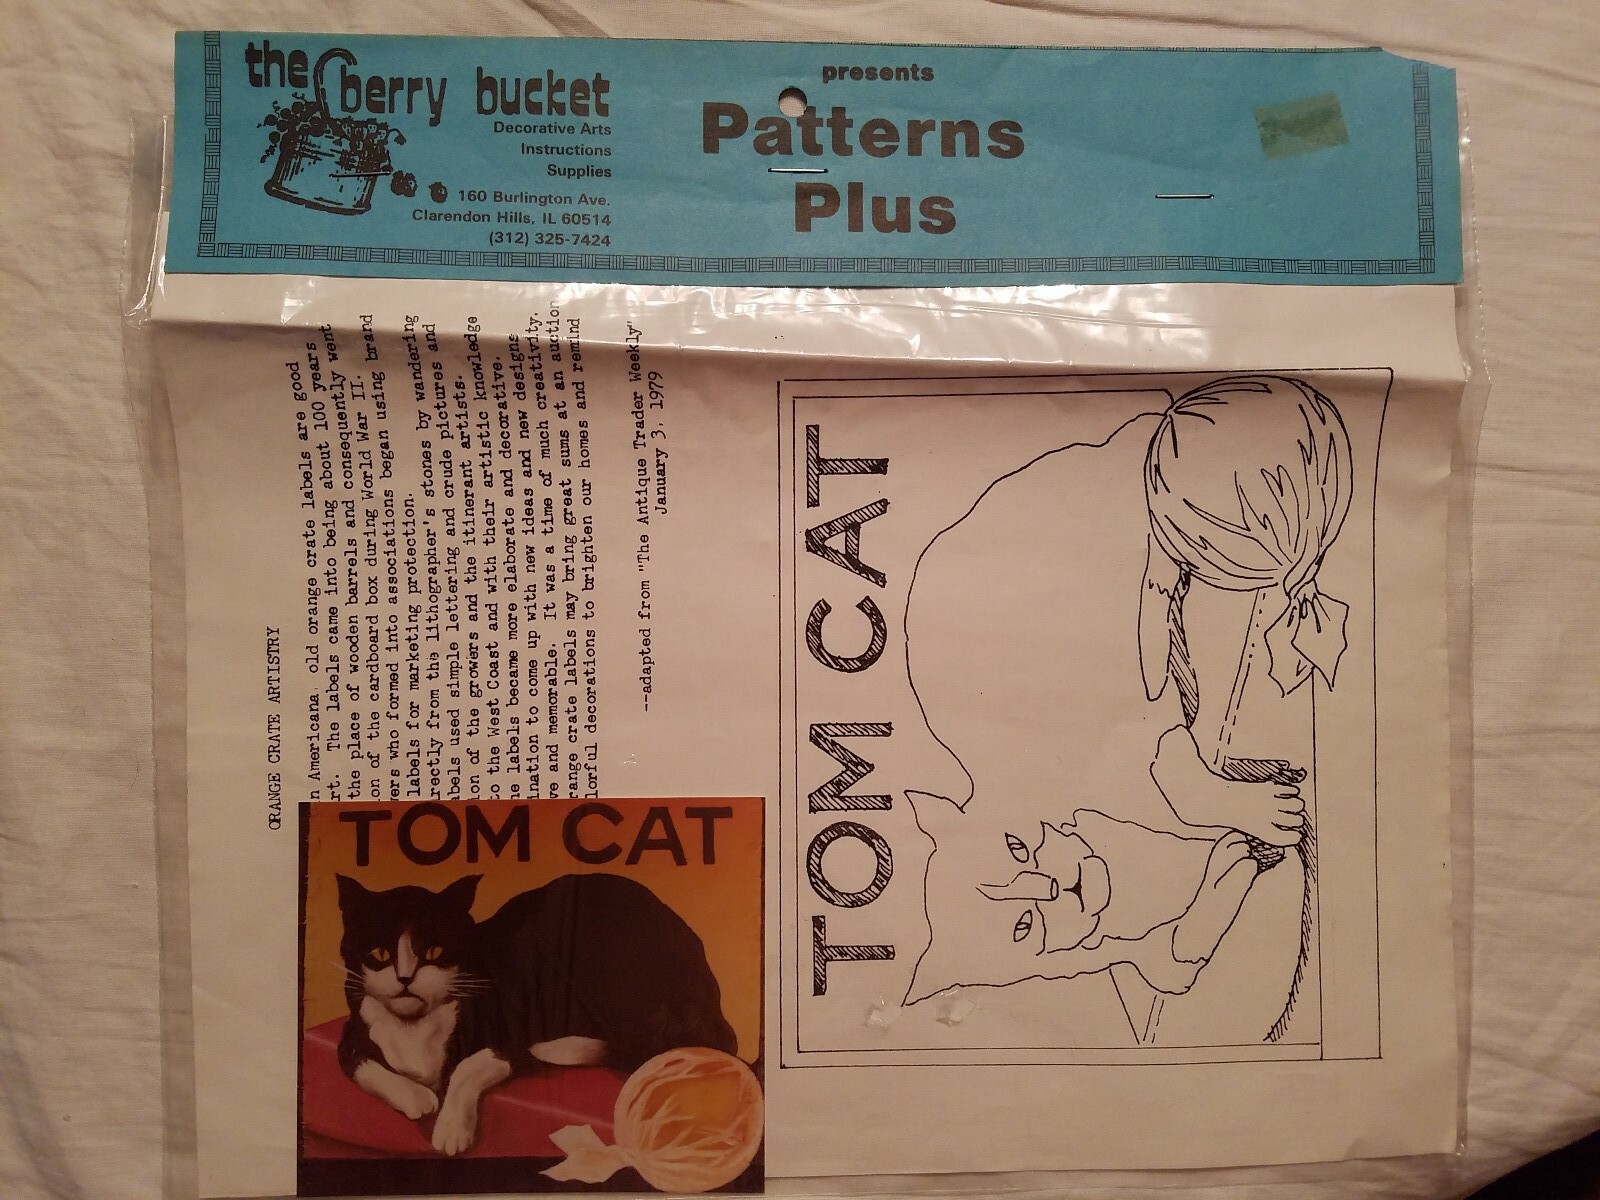 the berry bucket
Decorative Arts
Instructions
Supplies
160 Burlington Ave.
Clarendon Hills, IL 60514
(312) 325-7424
presents
Patterns
Plus
ORANGE CRATE ARTISTRY
Americana, old orange crate labels are good
The labels came into being about 100 years
the place of wooden barrels and consequently went
of the cardboard box during World War II.
who formed into associations began using brand
labels for marketing protection.
from the lithographer's stones by wandering
used simple lettering and crude pictures and
of the growers and the itinerant artists.
the West Coast and with their artistic knowledge
labels became more elaborate and decorative.
to come up with new ideas and new designs
and memorable. It was a time of much creativity.
crate labels may bring great sums at an auction
decorations to brighten our homes and remind
--adapted from "The Antique Trader Weekly"
January 3, 1979
TOM CAT
TOM CAT